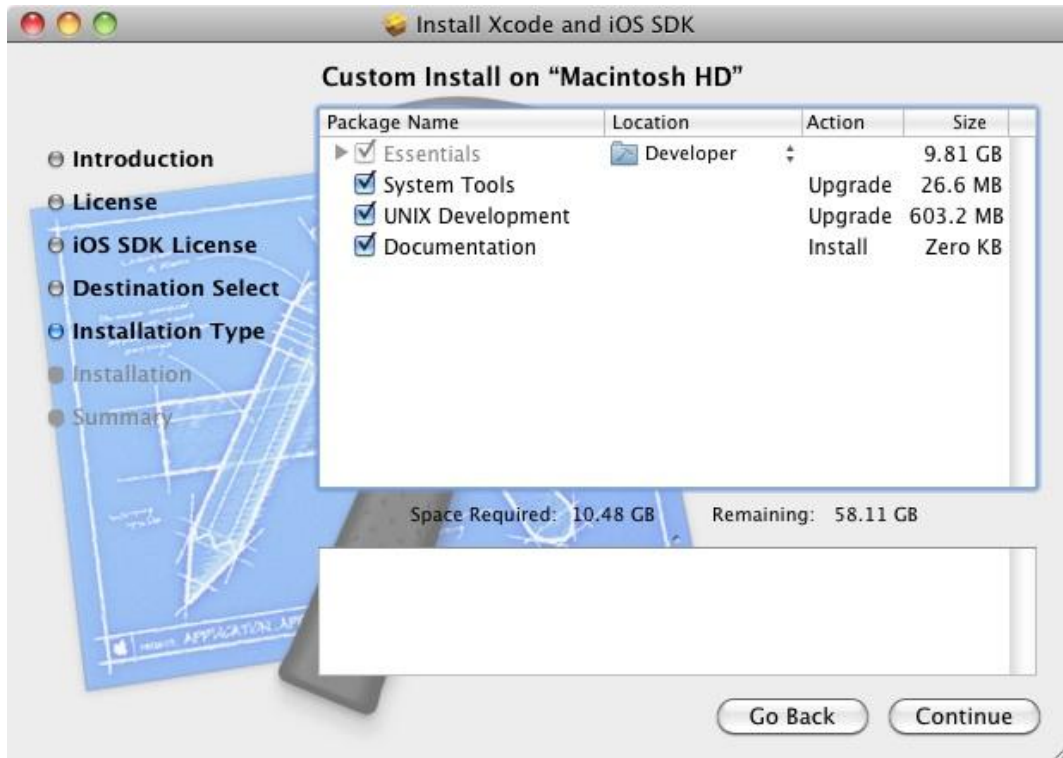 Install Xcode and iOS SDK
Custom Install on “Macintosh HD”
Introduction
License
iOS SDK License
Destination Select
Installation Type
Installation
Summary
Package Name Location Action Size
Essentials Developer 9.81 GB
System Tools Upgrade 26.6 MB
UNIX Development Upgrade 603.2 MB
Documentation Install Zero KB
Space Required: 10.48 GB Remaining: 58.11 GB
APPLICATION
Go Back Continue